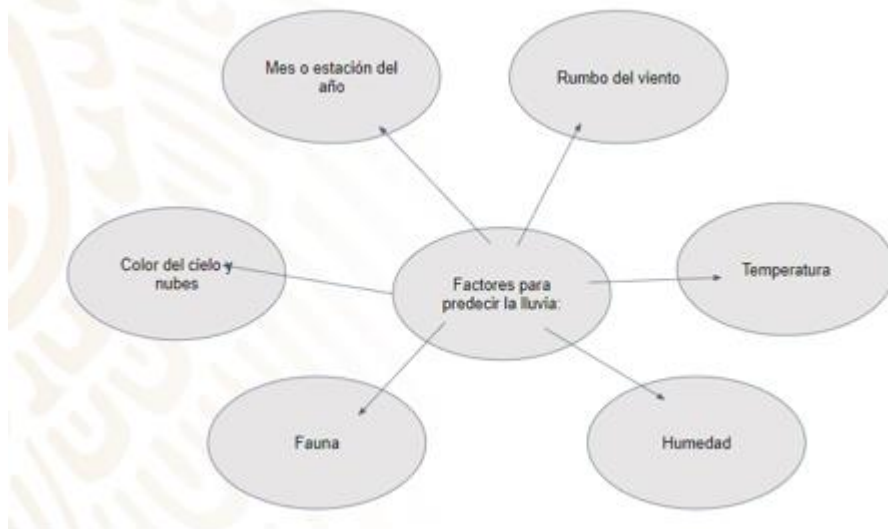 Mes o estación del
año
Rumbo del viento
Color del cielo y
nubes
Factores para
predecir la lluvia:
Temperatura
Fauna
Humedad